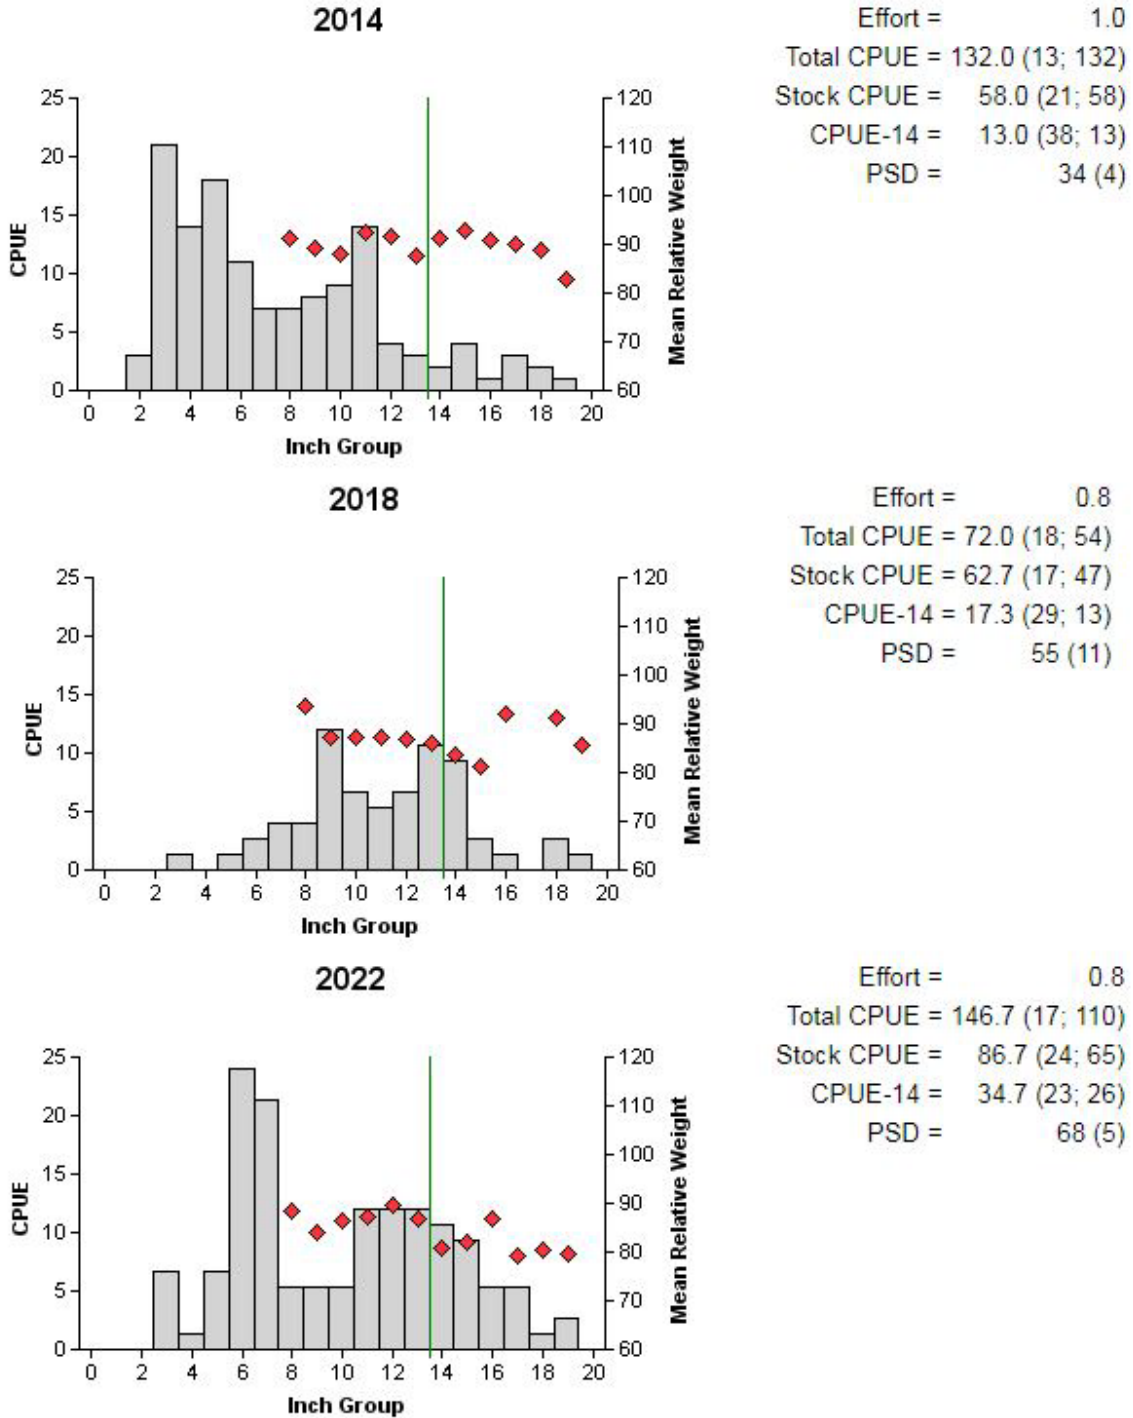 2014
Effort = 1.0
Total CPUE = 132.0 (13; 132)
Stock CPUE = 58.0 (21; 58)
CPUE-14 = 13.0 (38; 13)
PSD = 34 (4)
25 20 15 10 5 0
CPUE
120 110 100 90 80 70 60
Mean Relative Weight
0 2 4 6 8 10 12 14 16 18 20
Inch Group
2018
Effort = 0.8
Total CPUE = 72.0 (18; 54)
Stock CPUE = 62.7 (17; 47)
CPUE-14 = 17.3 (29; 13)
PSD = 55 (11)
25 20 15 10 5 0
CPUE
120 110 100 90 80 70 60
Mean Relative Weight
0 2 4 6 8 10 12 14 16 18 20
Inch Group
2022
Effort = 0.8
Total CPUE = 146.7 (17; 110)
Stock CPUE = 86.7 (24; 65)
CPUE-14 = 34.7 (23; 26)
PSD = 68 (5)
25 20 15 10 5 0
CPUE
120 110 100 90 80 70 60
Mean Relative Weight
0 2 4 6 8 10 12 14 16 18 20
Inch Group